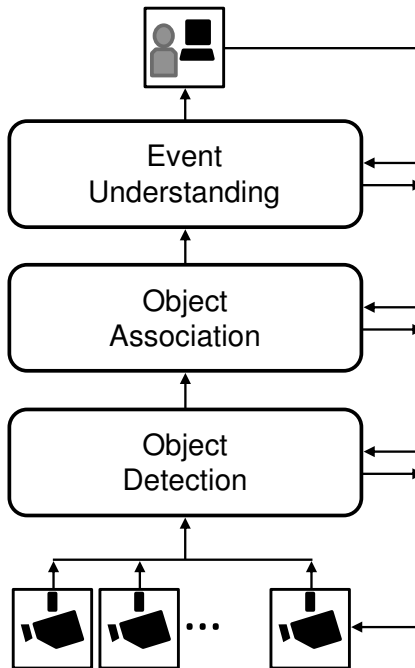 Event
Understanding
Object
Association
Object
Detection
...